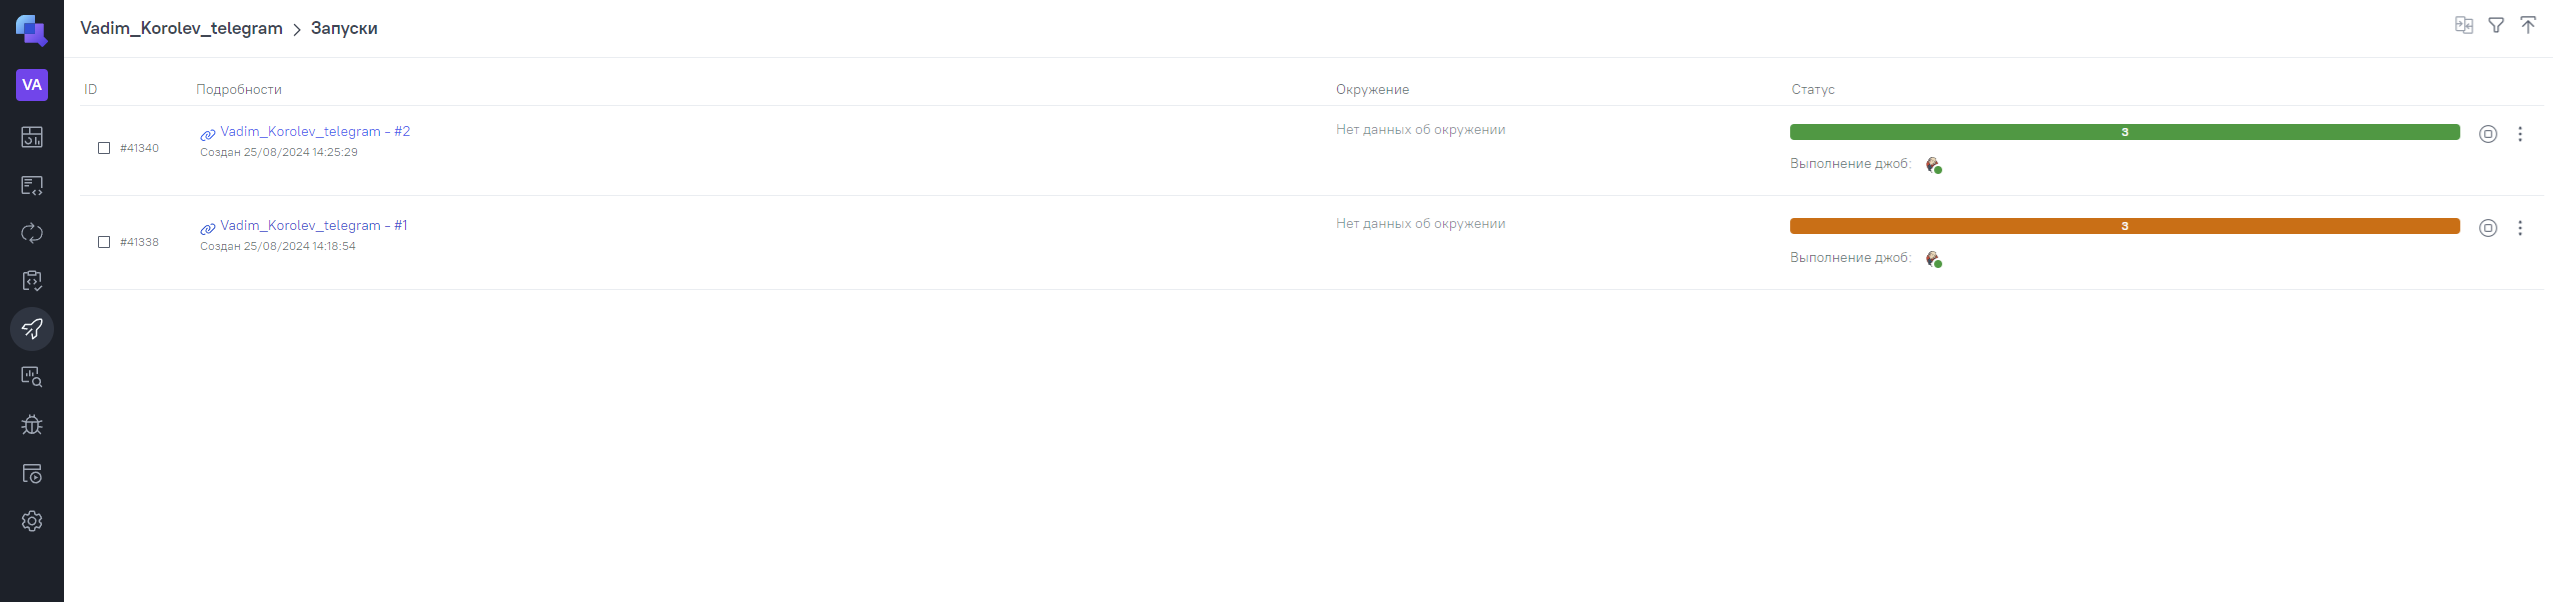 Vadim_Korolev_telegram > Запуски
VA
ID Подробности Окружение Статус
#41340 Vadim_Korolev_telegram - #2 Нет данных об окружении 3
Создан 25/08/2024 14:25:29
Выполнение джоб:
#41338 Vadim_Korolev_telegram - #1 Нет данных об окружении 3
Создан 25/08/2024 14:18:54
Выполнение джоб: